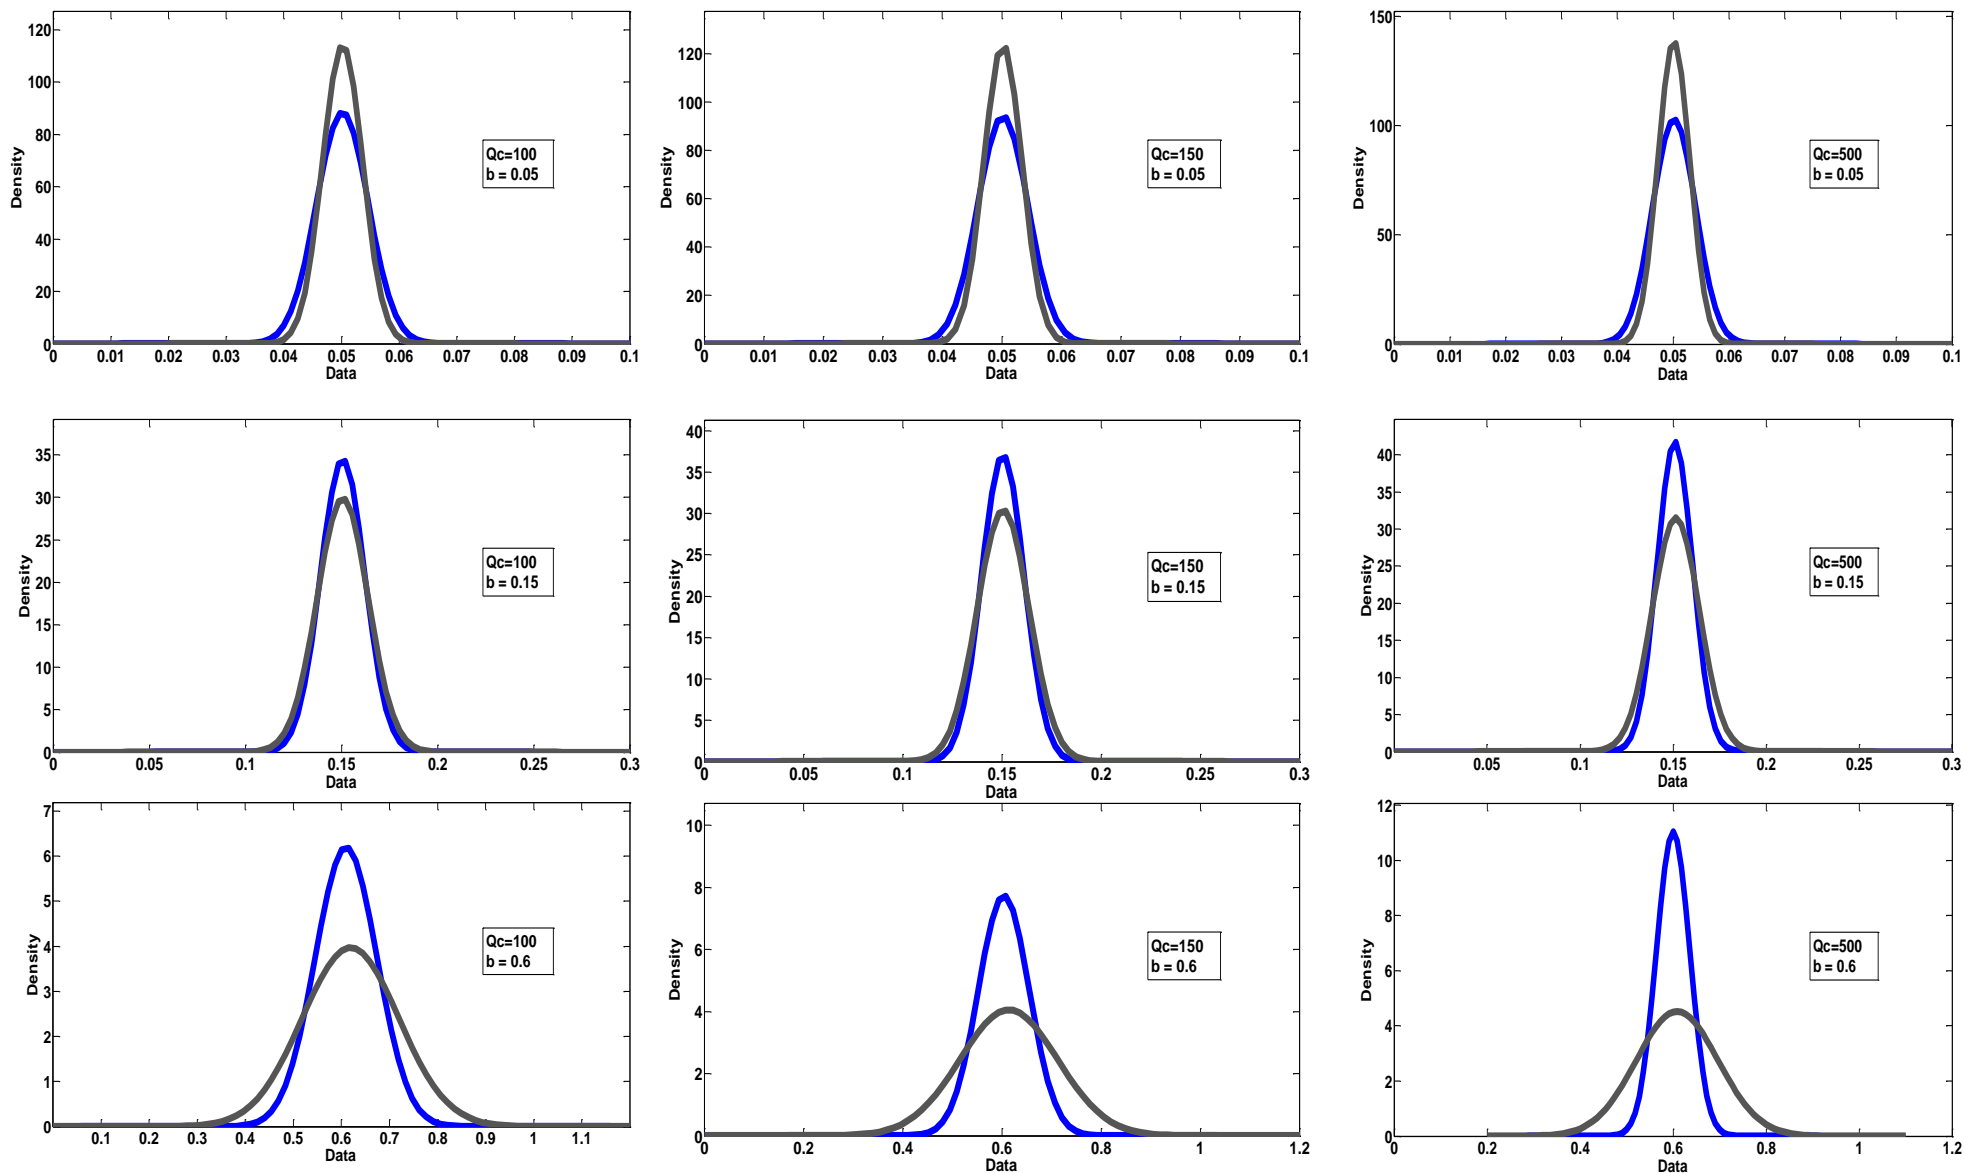 120
100
80
60
40
20
0
Density
0 0.01 0.02 0.03 0.04 0.05 0.06 0.07 0.08 0.09 0.1
Data
Qc=100
b = 0.05
120
100
80
60
40
20
0
Density
0 0.01 0.02 0.03 0.04 0.05 0.06 0.07 0.08 0.09 0.1
Data
Qc=150
b = 0.05
150
100
50
0
Density
0 0.01 0.02 0.03 0.04 0.05 0.06 0.07 0.08 0.09 0.1
Data
Qc=500
b = 0.05
35
30
25
20
15
10
5
0
Density
0 0.05 0.1 0.15 0.2 0.25 0.3
Data
Qc=100
b = 0.15
40
35
30
25
20
15
10
5
0
Density
0 0.05 0.1 0.15 0.2 0.25 0.3
Data
Qc=150
b = 0.15
40
35
30
25
20
15
10
5
0
Density
0.05 0.1 0.15 0.2 0.25 0.3
Data
Qc=500
b = 0.15
7
6
5
4
3
2
1
0
Density
0.1 0.2 0.3 0.4 0.5 0.6 0.7 0.8 0.9 1 1.1
Data
Qc=100
b = 0.6
10
8
6
4
2
0
Density
0 0.2 0.4 0.6 0.8 1 1.2
Data
Qc=150
b = 0.6
12
10
8
6
4
2
0
Density
0 0.2 0.4 0.6 0.8 1 1.2
Data
Qc=500
b = 0.6